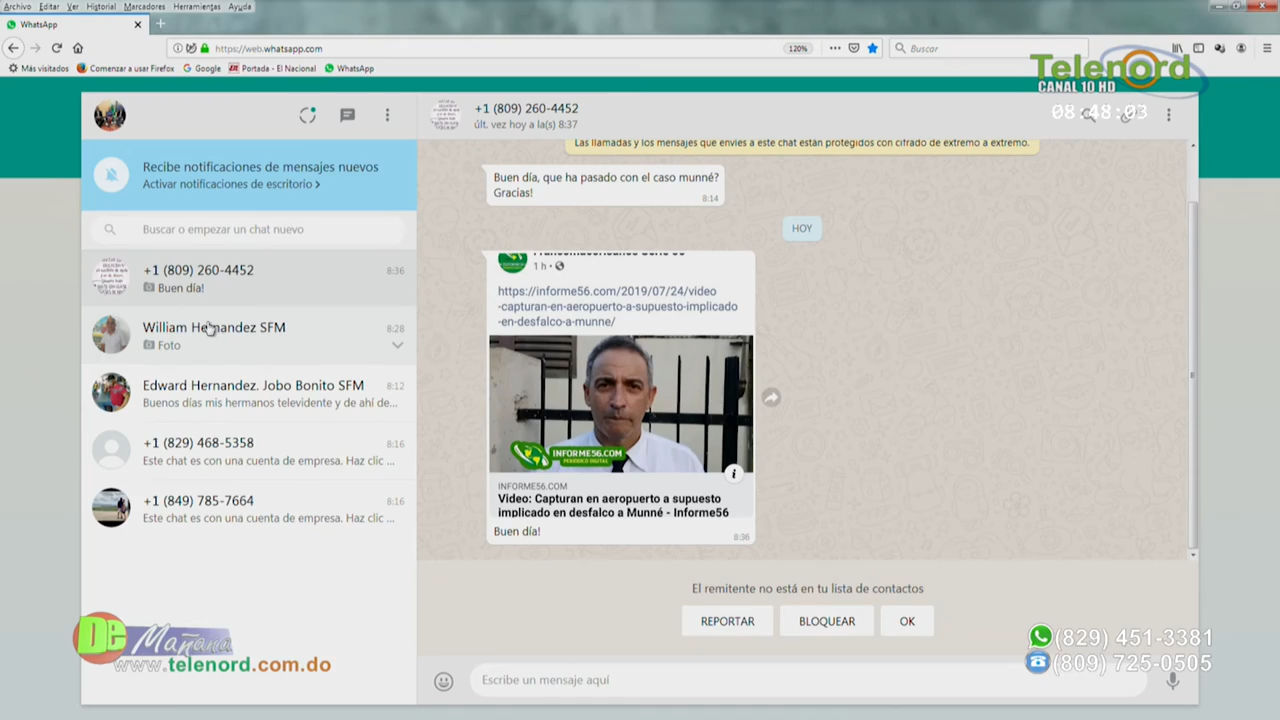 Archivo Editar Ver Historial Marcadores Herramientas Ayuda
WhatsApp
https://web.whatsapp.com
120%
Buscar
Más visitados
Comenzar a usar Firefox
Google
Portada - El Nacional
WhatsApp
Telenord
CANAL 10 HD
08:48:03
+1 (809) 260-4452
últ. vez hoy a la(s) 8:37
Recibe notificaciones de mensajes nuevos
Activar notificaciones de escritorio >
Buscar o empezar un chat nuevo
+1 (809) 260-4452
8:36
Buen día!
William Hernandez SFM
8:28
Foto
Edward Hernandez. Jobo Bonito SFM
8:12
Buenos días mis hermanos televidente y de ahí de...
+1 (829) 468-5358
8:16
Este chat es con una cuenta de empresa. Haz clic ...
+1 (849) 785-7664
8:16
Este chat es con una cuenta de empresa. Haz clic ...
Las llamadas y los mensajes que envíes a este chat están protegidos con cifrado de extremo a extremo.
Buen día, que ha pasado con el caso munné?
Gracias!
8:14
HOY
1 h
https://informe56.com/2019/07/24/video
-capturan-en-aeropuerto-a-supuesto-implicado
-en-desfalco-a-munne/
INFORME56.COM
PERIÓDICO DIGITAL
INFORME56.COM
Video: Capturan en aeropuerto a supuesto
implicado en desfalco a Munné - Informe56
Buen día!
8:36
El remitente no está en tu lista de contactos
REPORTAR
BLOQUEAR
OK
Escribe un mensaje aquí
De Mañana
www.telenord.com.do
(829) 451-3381
(809) 725-0505